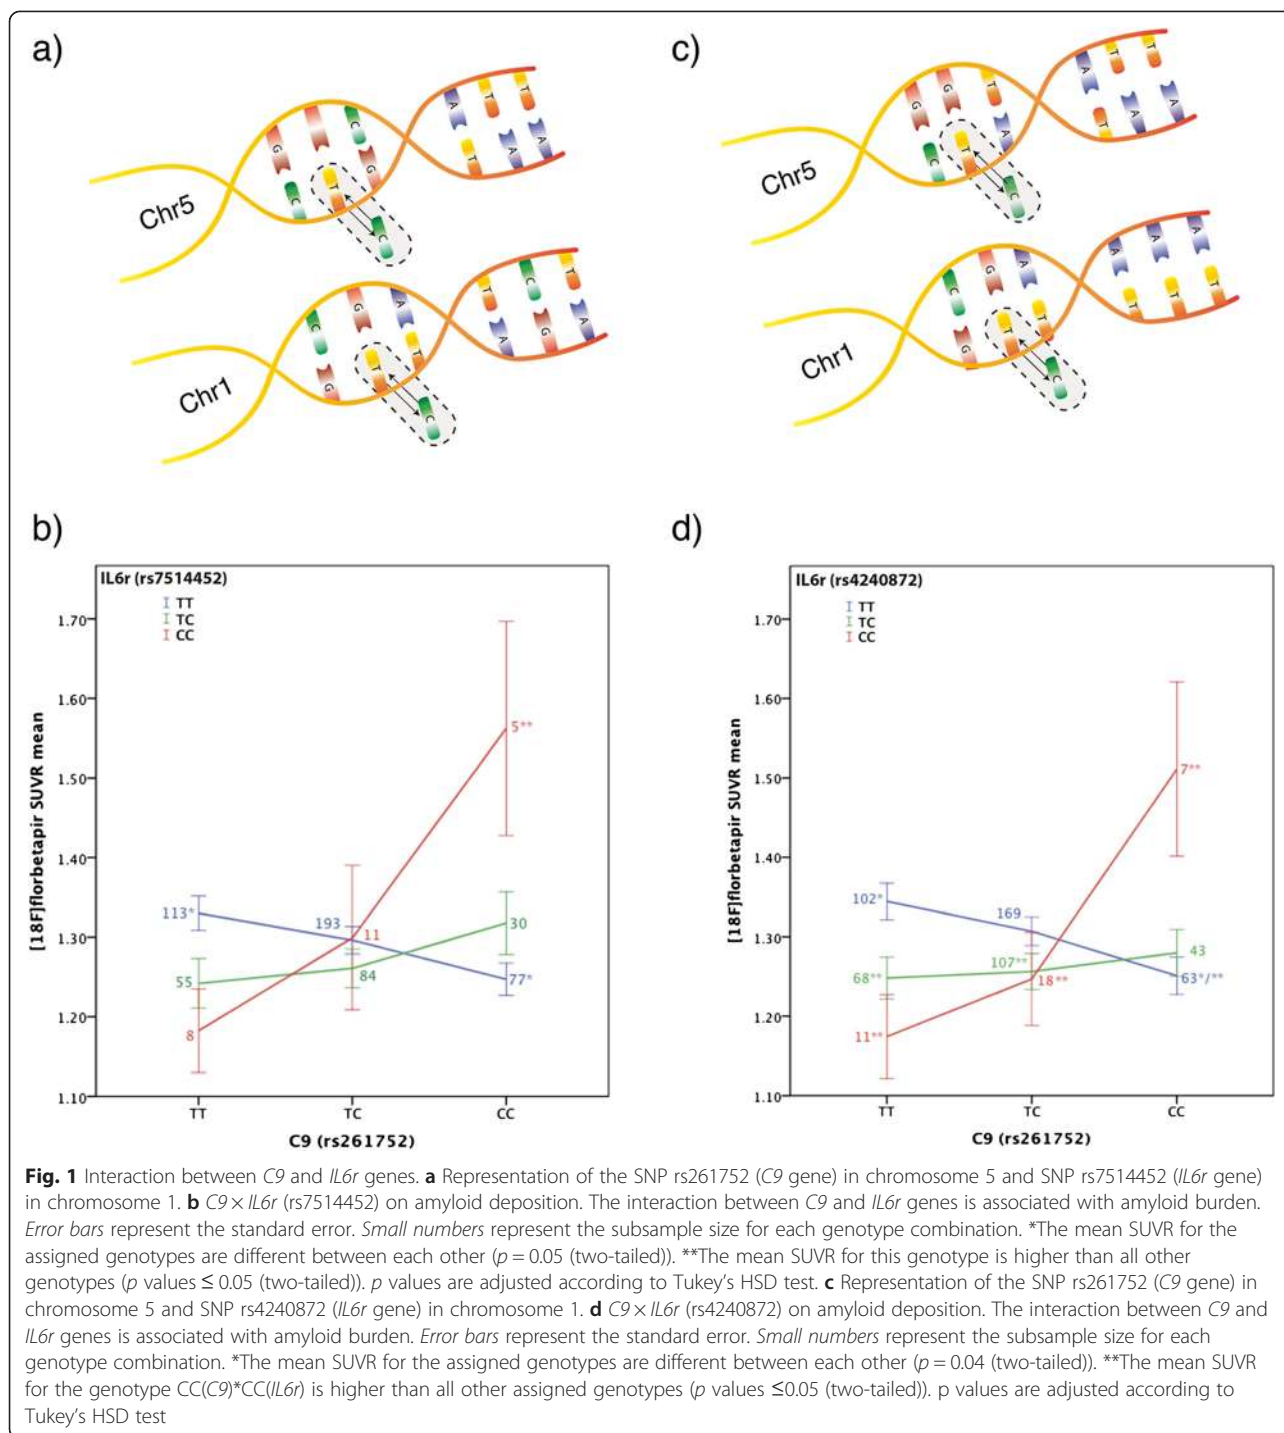 a)
G
C
G
C
T
C
A
T
T
T
A
A
Chr5
C
G
A
G
T
T
C
T
C
T
A
G
A
Chr1
c)
G
G
T
C
T
A
C
A
T
T
T
A
A
Chr5
C
G
A
G
T
T
C
A
A
A
T
T
T
Chr1
b)
IL6r (rs7514452)
TT
TC
CC
[18F]florbetapir SUVR mean
1.70
1.60
1.50
1.40
1.30
1.20
1.10
113*
193
77*
55
84
30
8
11
5**
TT
TC
CC
C9 (rs261752)
d)
IL6r (rs4240872)
TT
TC
CC
[18F]florbetapir SUVR mean
1.70
1.60
1.50
1.40
1.30
1.20
1.10
102*
169
63*/**
68**
107**
43
11**
18**
7**
TT
TC
CC
C9 (rs261752)
Fig. 1 Interaction between C9 and IL6r genes. a Representation of the SNP rs261752 (C9 gene) in chromosome 5 and SNP rs7514452 (IL6r gene)
in chromosome 1. b C9 × IL6r (rs7514452) on amyloid deposition. The interaction between C9 and IL6r genes is associated with amyloid burden.
Error bars represent the standard error. Small numbers represent the subsample size for each genotype combination. *The mean SUVR for the
assigned genotypes are different between each other (p = 0.05 (two-tailed)). **The mean SUVR for this genotype is higher than all other
genotypes (p values ≤ 0.05 (two-tailed)). p values are adjusted according to Tukey's HSD test. c Representation of the SNP rs261752 (C9 gene) in
chromosome 5 and SNP rs4240872 (IL6r gene) in chromosome 1. d C9 × IL6r (rs4240872) on amyloid deposition. The interaction between C9 and
IL6r genes is associated with amyloid burden. Error bars represent the standard error. Small numbers represent the subsample size for each
genotype combination. *The mean SUVR for the assigned genotypes are different between each other (p = 0.04 (two-tailed)). **The mean SUVR
for the genotype CC(C9)*CC(IL6r) is higher than all other assigned genotypes (p values ≤0.05 (two-tailed)). p values are adjusted according to
Tukey's HSD test